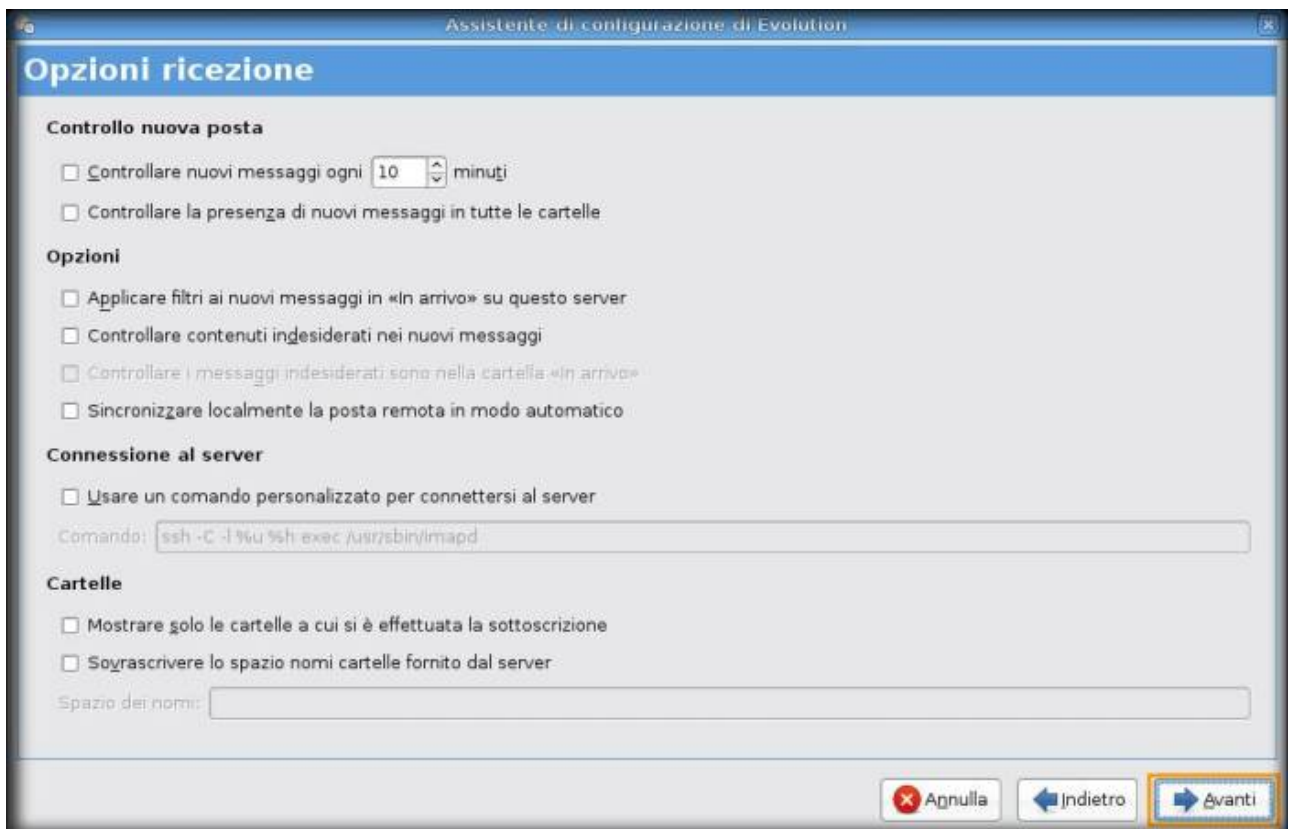 Assistente di configurazione di Evolution
Opzioni ricezione
Controllo nuova posta
Controllare nuovi messaggi ogni 10 minuti
Controllare la presenza di nuovi messaggi in tutte le cartelle
Opzioni
Applicare filtri ai nuovi messaggi in «In arrivo» su questo server
Controllare contenuti indesiderati nei nuovi messaggi
Controllare i messaggi indesiderati sono nella cartella «In arrivo»
Sincronizzare localmente la posta remota in modo automatico
Connessione al server
Usare un comando personalizzato per connettersi al server
Comando: ssh -C -l %u %h exec /usr/sbin/imapd
Cartelle
Mostrare solo le cartelle a cui si è effettuata la sottoscrizione
Sovrascrivere lo spazio nomi cartelle fornito dal server
Spazio dei nomi:
Annulla Indietro Avanti